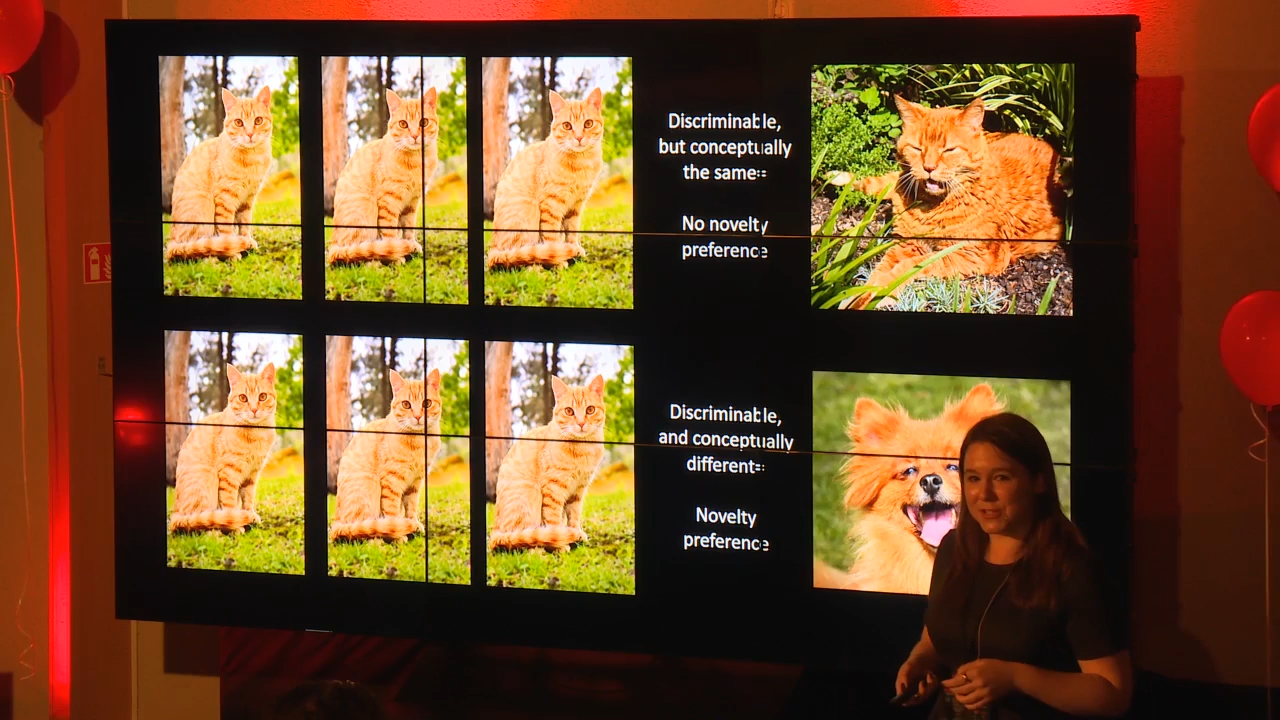 Discriminable,
but conceptually
the same=
No novelty
preference
Discriminable,
and conceptually
different=
Novelty
preference